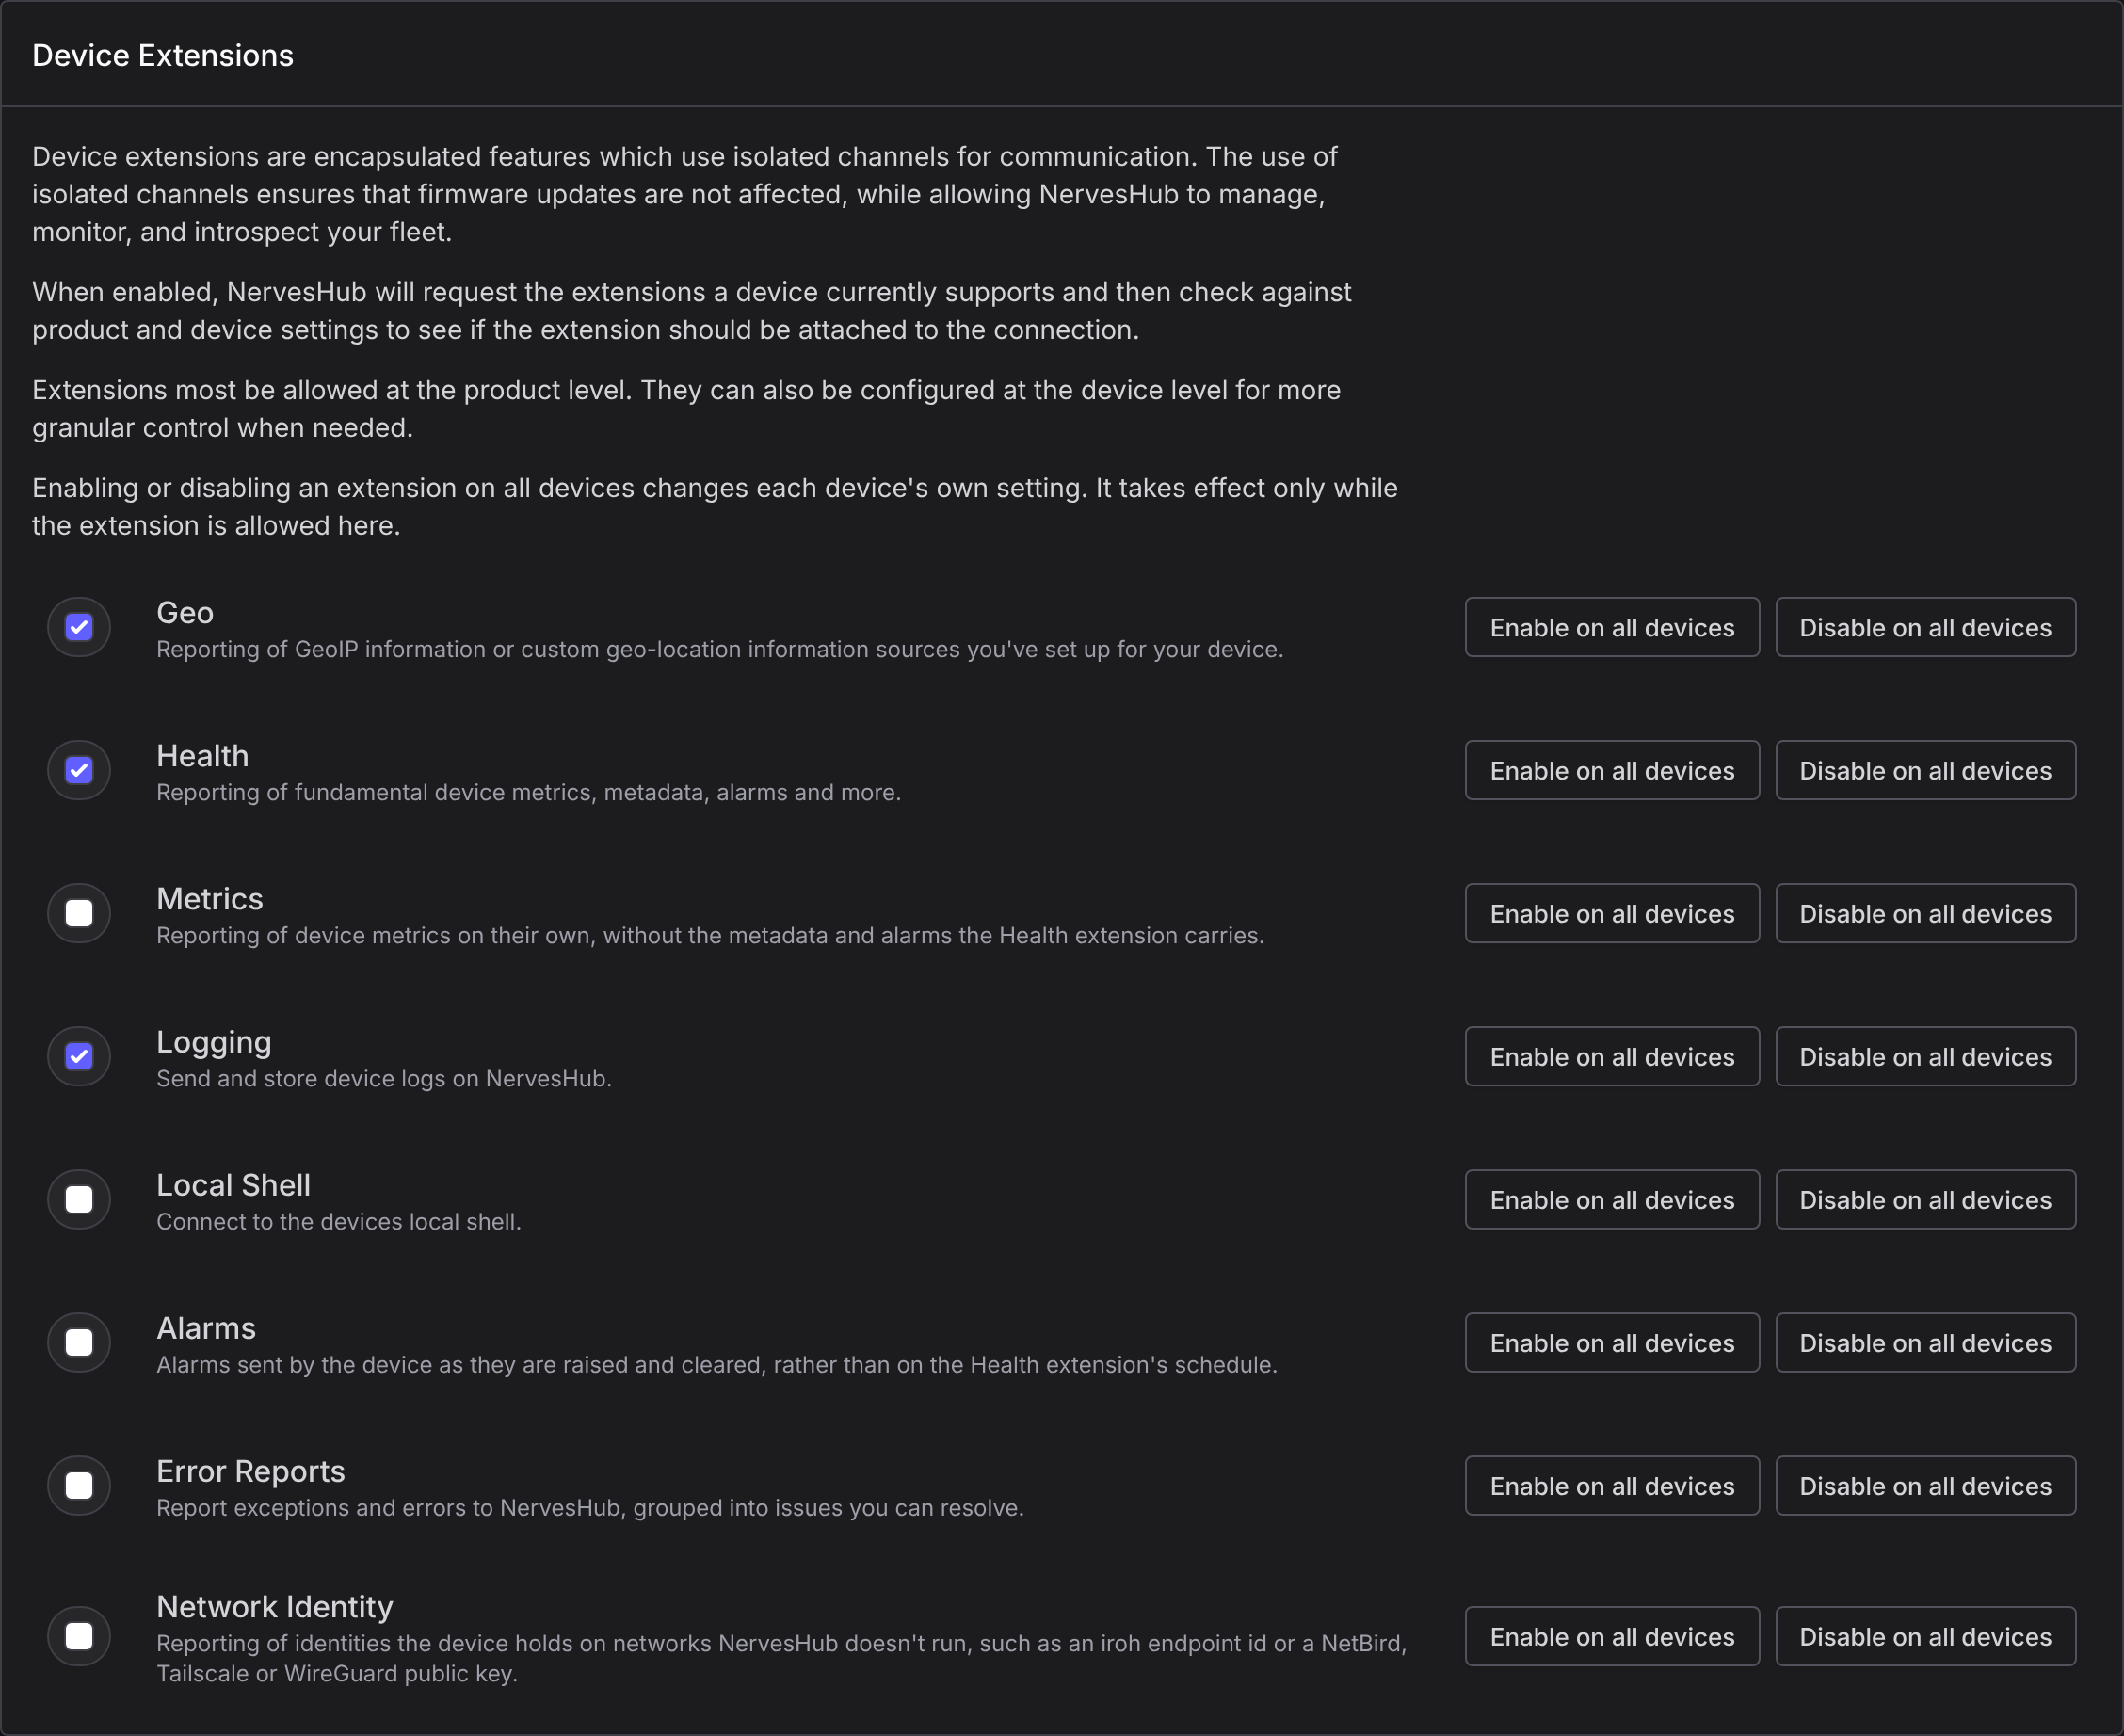 Device Extensions
Device extensions are encapsulated features which use isolated channels for communication. The use of
isolated channels ensures that firmware updates are not affected, while allowing NervesHub to manage,
monitor, and introspect your fleet.
When enabled, NervesHub will request the extensions a device currently supports and then check against
product and device settings to see if the extension should be attached to the connection.
Extensions most be allowed at the product level. They can also be configured at the device level for more
granular control when needed.
Enabling or disabling an extension on all devices changes each device's own setting. It takes effect only while
the extension is allowed here.
Geo
Reporting of GeoIP information or custom geo-location information sources you've set up for your device.
Enable on all devices
Disable on all devices
Health
Reporting of fundamental device metrics, metadata, alarms and more.
Enable on all devices
Disable on all devices
Metrics
Reporting of device metrics on their own, without the metadata and alarms the Health extension carries.
Enable on all devices
Disable on all devices
Logging
Send and store device logs on NervesHub.
Enable on all devices
Disable on all devices
Local Shell
Connect to the devices local shell.
Enable on all devices
Disable on all devices
Alarms
Alarms sent by the device as they are raised and cleared, rather than on the Health extension's schedule.
Enable on all devices
Disable on all devices
Error Reports
Report exceptions and errors to NervesHub, grouped into issues you can resolve.
Enable on all devices
Disable on all devices
Network Identity
Reporting of identities the device holds on networks NervesHub doesn't run, such as an iroh endpoint id or a NetBird,
Tailscale or WireGuard public key.
Enable on all devices
Disable on all devices